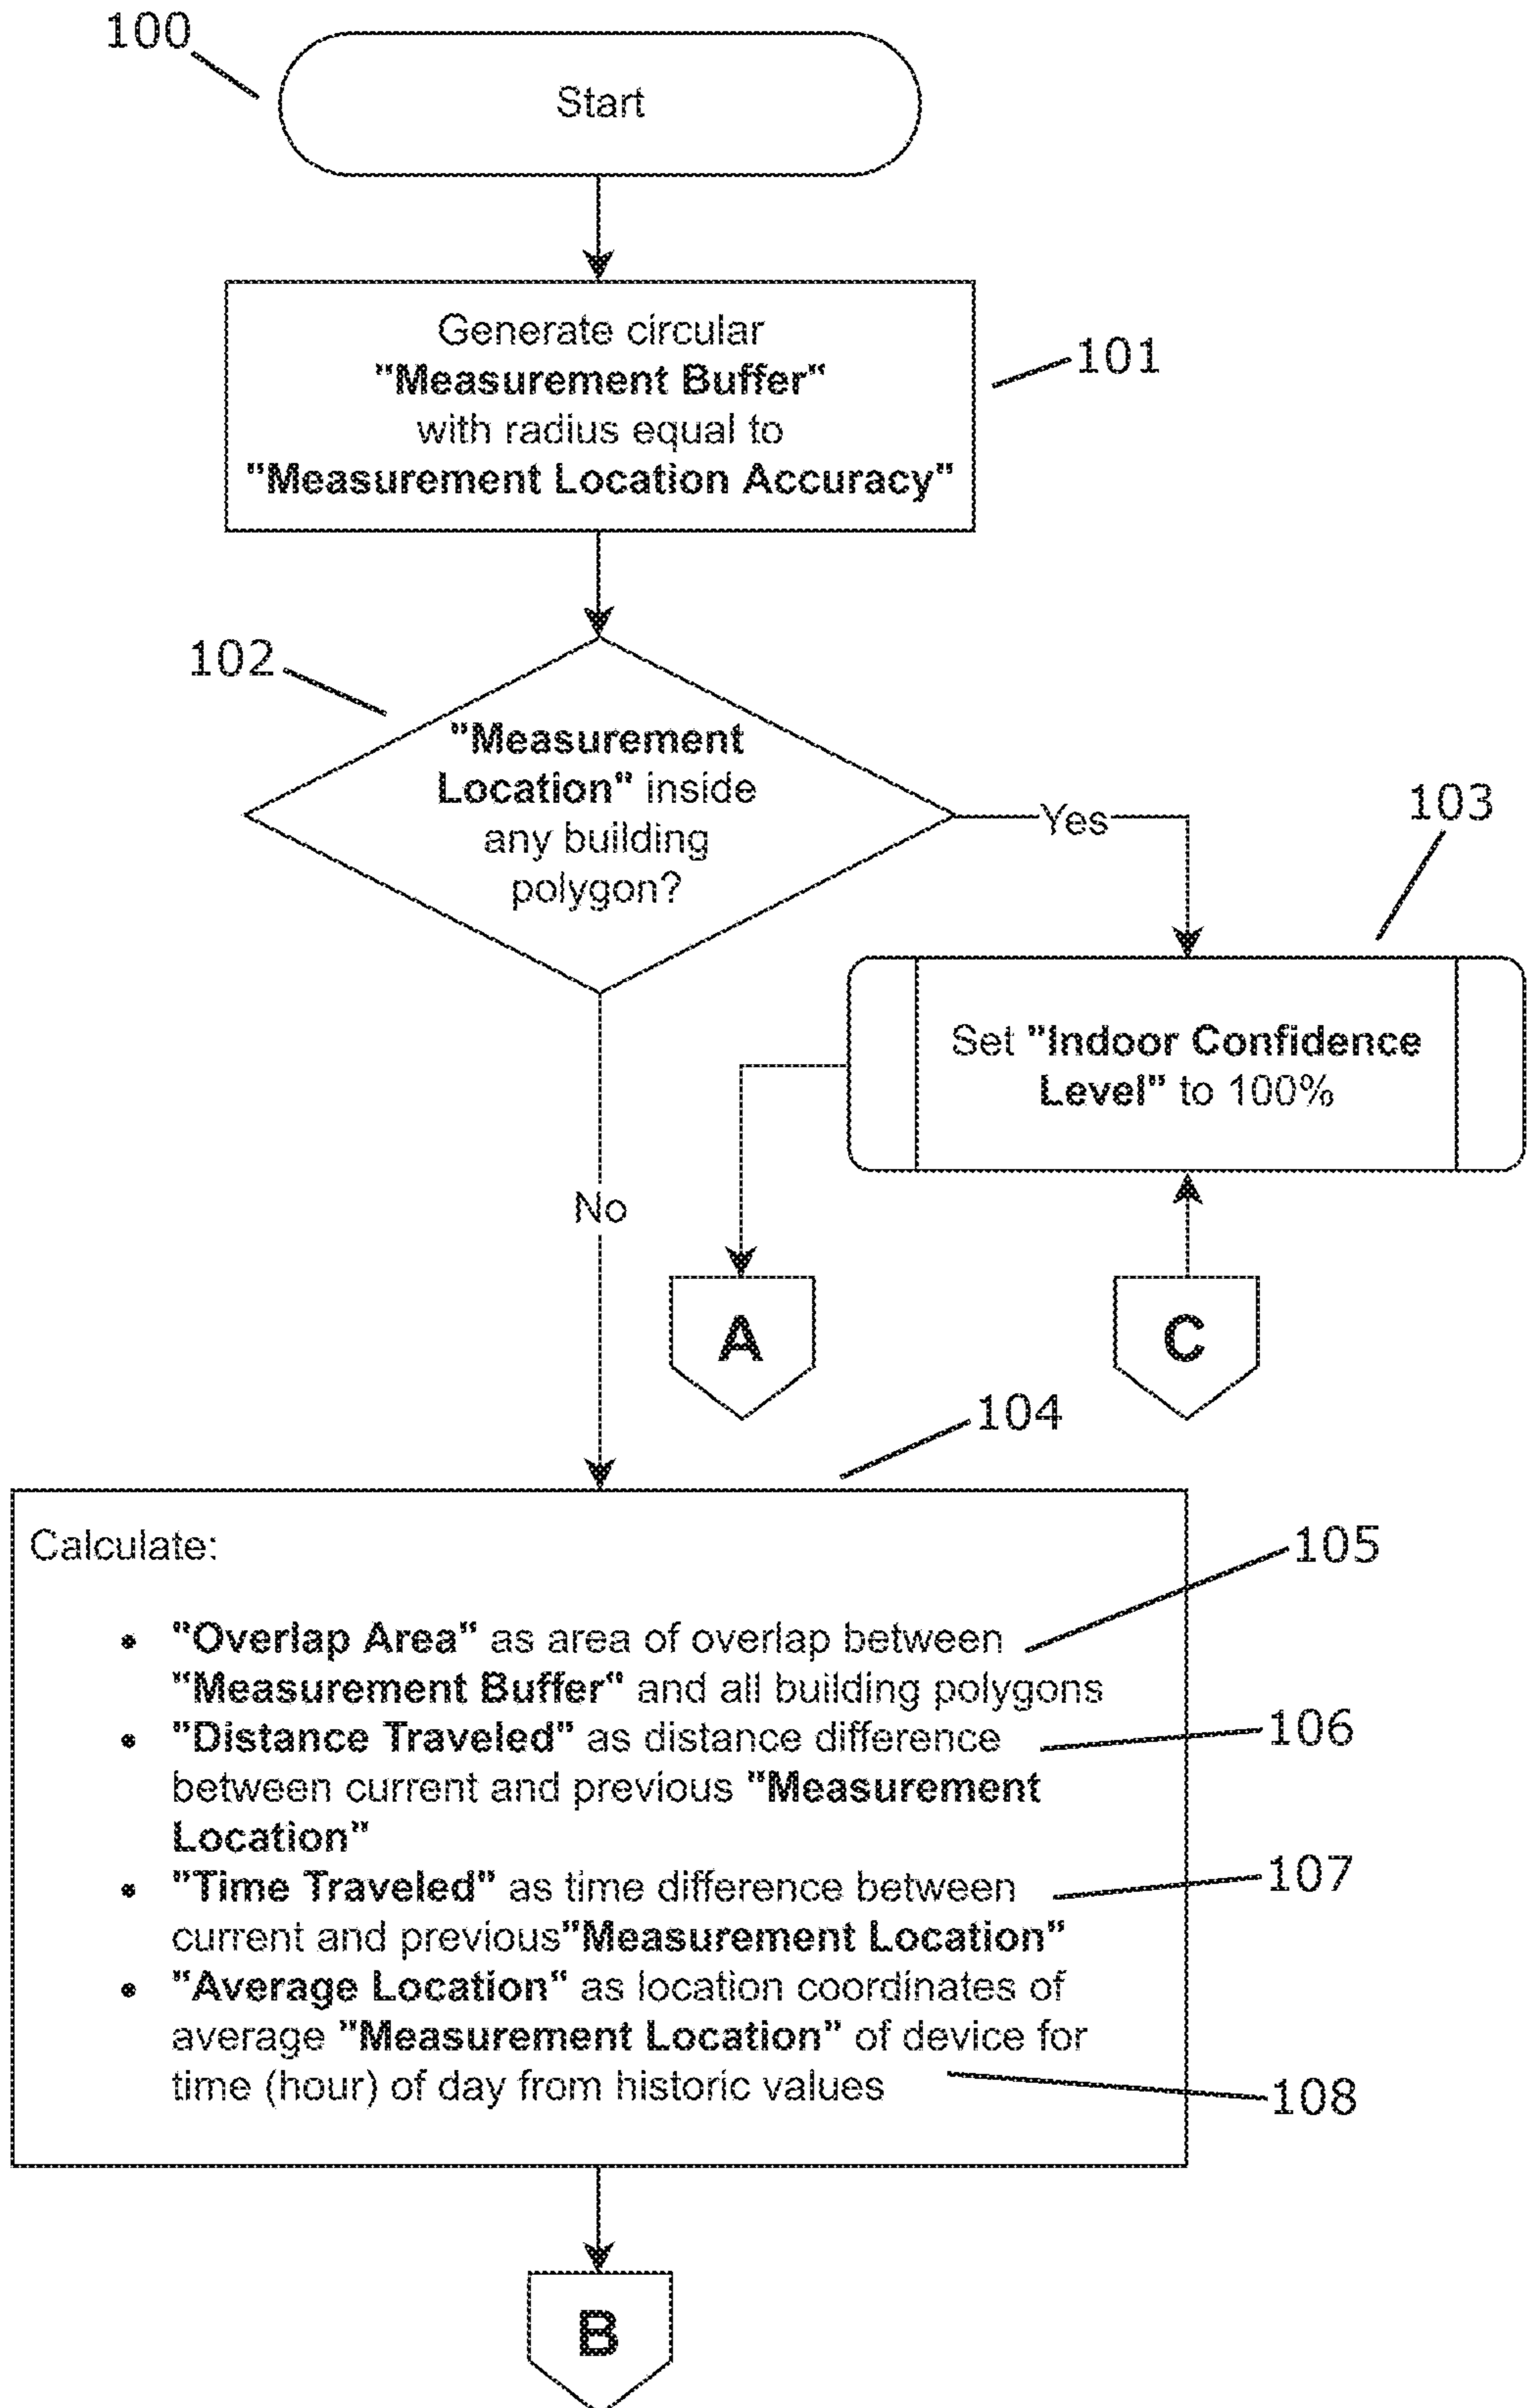 100
Start
Generate circular
"Measurement Buffer"
with radius equal to
"Measurement Location Accuracy"
101
102
"Measurement
Location" inside
any building
polygon?
Yes
103
Set "Indoor Confidence
Level" to 100%
No
A
C
104
Calculate:
105
• "Overlap Area" as area of overlap between
"Measurement Buffer" and all building polygons
106
• "Distance Traveled" as distance difference
between current and previous "Measurement
Location"
107
• "Time Traveled" as time difference between
current and previous"Measurement Location"
• "Average Location" as location coordinates of
average "Measurement Location" of device for
time (hour) of day from historic values
108
B